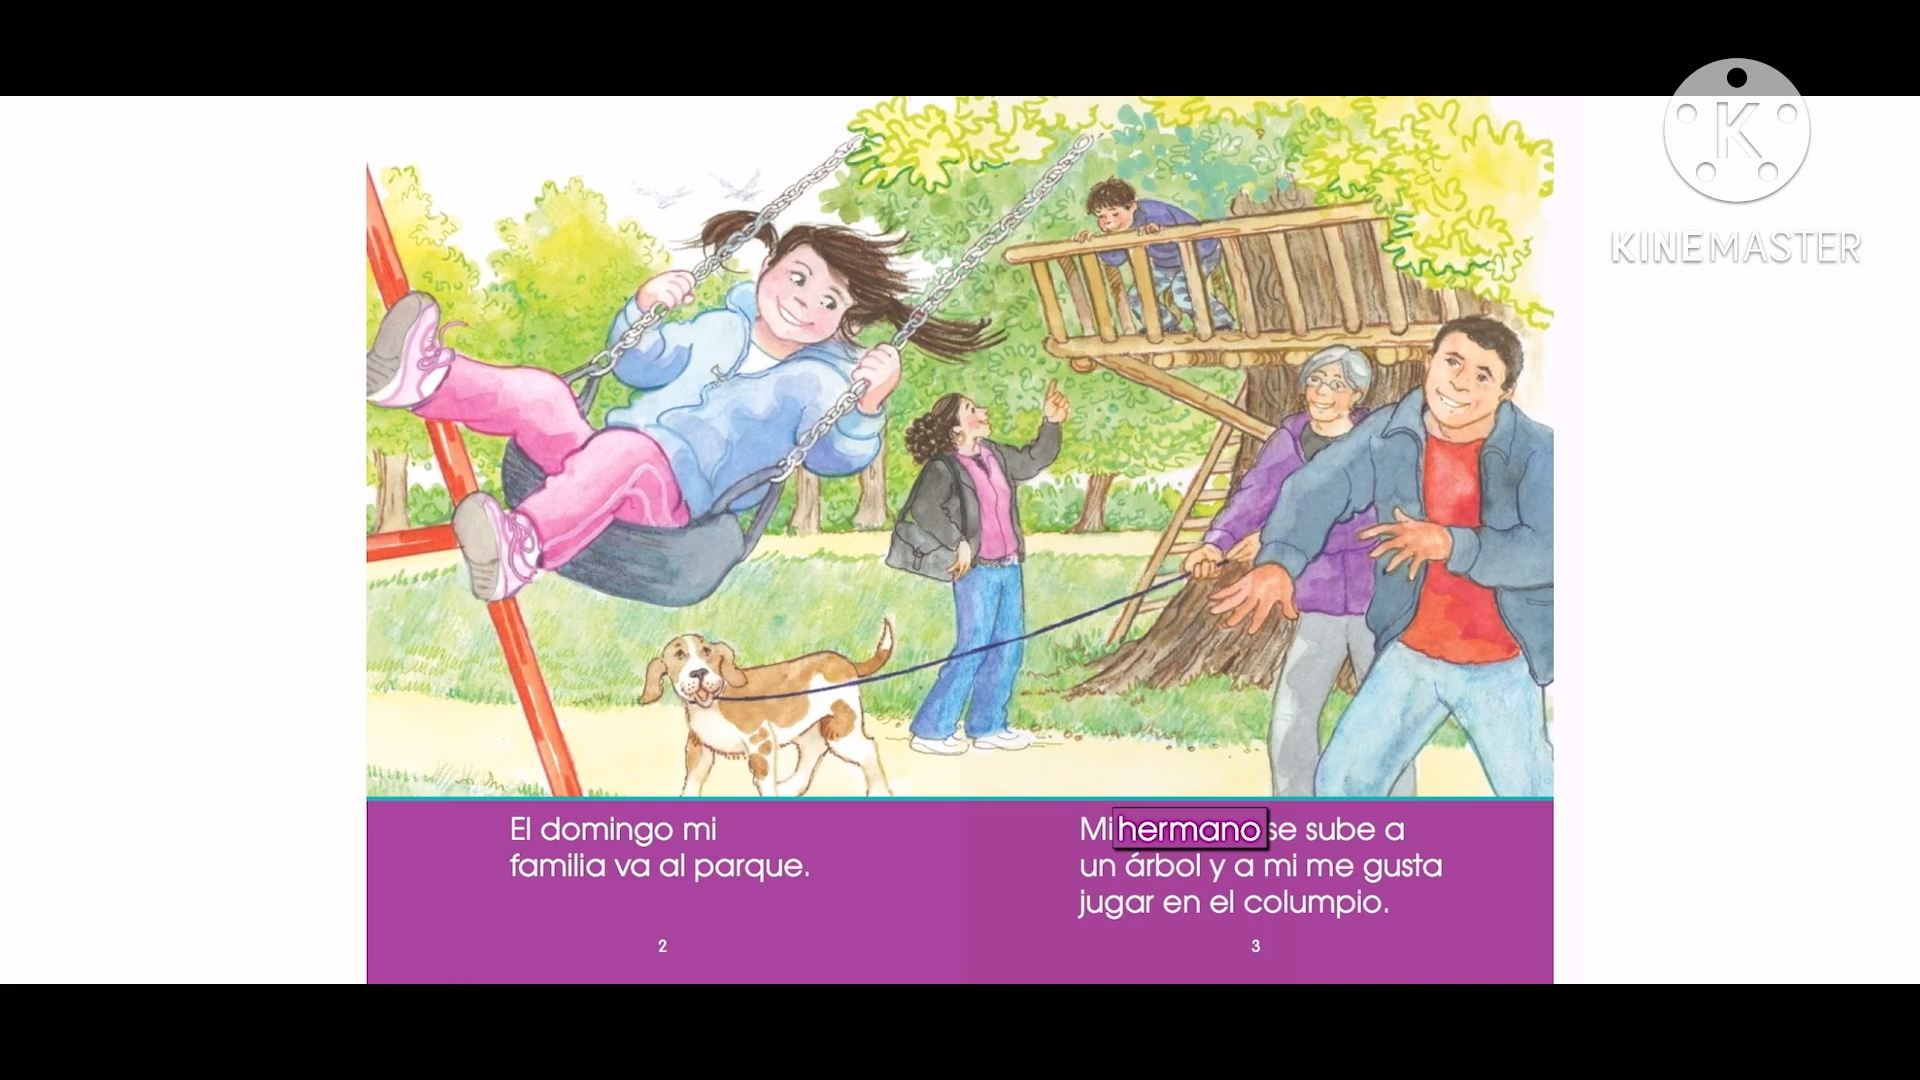 K
KINEMASTER
El domingo mi
familia va al parque.
2
Mi hermano se sube a
un árbol y a mi me gusta
jugar en el columpio.
3